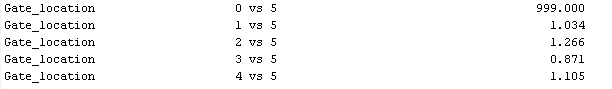 Gate_location 0 vs 5 999.000
Gate_location 1 vs 5 1.034
Gate_location 2 vs 5 1.266
Gate_location 3 vs 5 0.871
Gate_location 4 vs 5 1.105